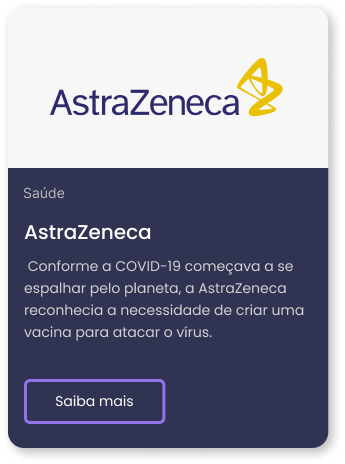 AstraZeneca
Saúde
AstraZeneca
Conforme a COVID-19 começava a se
espalhar pelo planeta, a AstraZeneca
reconhecia a necessidade de criar uma
vacina para atacar o vírus.
Saiba mais